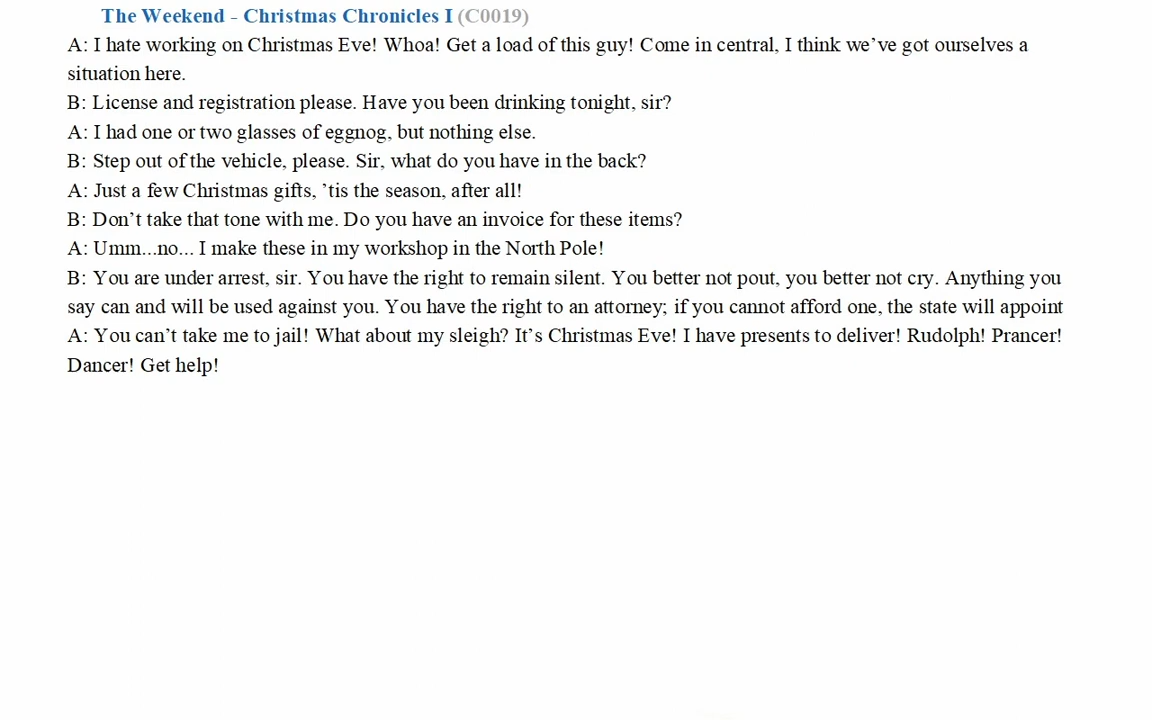 The Weekend - Christmas Chronicles I (C0019)
A: I hate working on Christmas Eve! Whoa! Get a load of this guy! Come in central, I think we’ve got ourselves a
situation here.
B: License and registration please. Have you been drinking tonight, sir?
A: I had one or two glasses of eggnog, but nothing else.
B: Step out of the vehicle, please. Sir, what do you have in the back?
A: Just a few Christmas gifts, ’tis the season, after all!
B: Don’t take that tone with me. Do you have an invoice for these items?
A: Umm...no... I make these in my workshop in the North Pole!
B: You are under arrest, sir. You have the right to remain silent. You better not pout, you better not cry. Anything you
say can and will be used against you. You have the right to an attorney; if you cannot afford one, the state will appoint
A: You can’t take me to jail! What about my sleigh? It’s Christmas Eve! I have presents to deliver! Rudolph! Prancer!
Dancer! Get help!